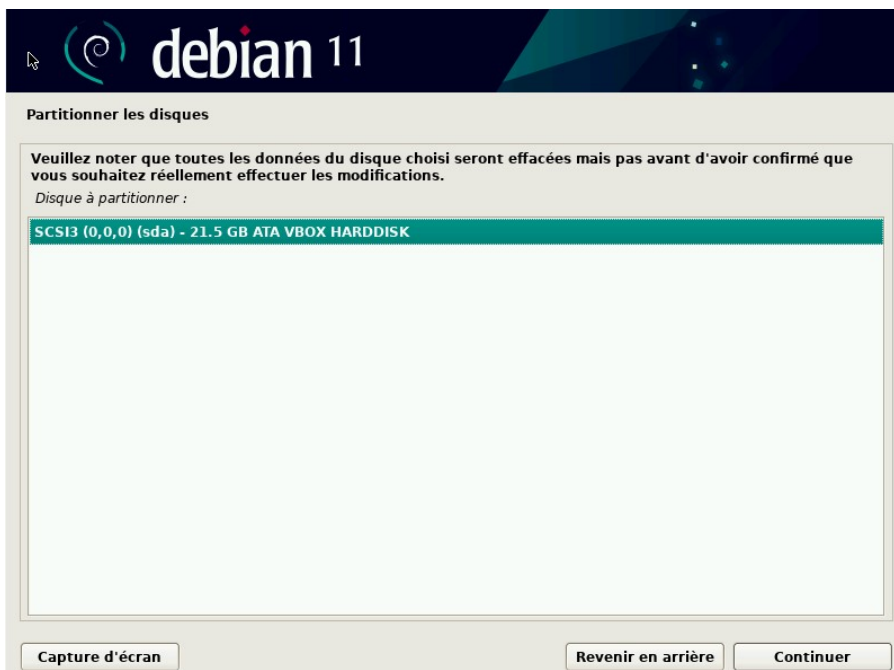 debian 11
Partitionner les disques
Veuillez noter que toutes les données du disque choisi seront effacées mais pas avant d'avoir confirmé que
vous souhaitez réellement effectuer les modifications.
Disque à partitionner :
SCSI3 (0,0,0) (sda) - 21.5 GB ATA VBOX HARDDISK
Capture d'écran
Revenir en arrière
Continuer